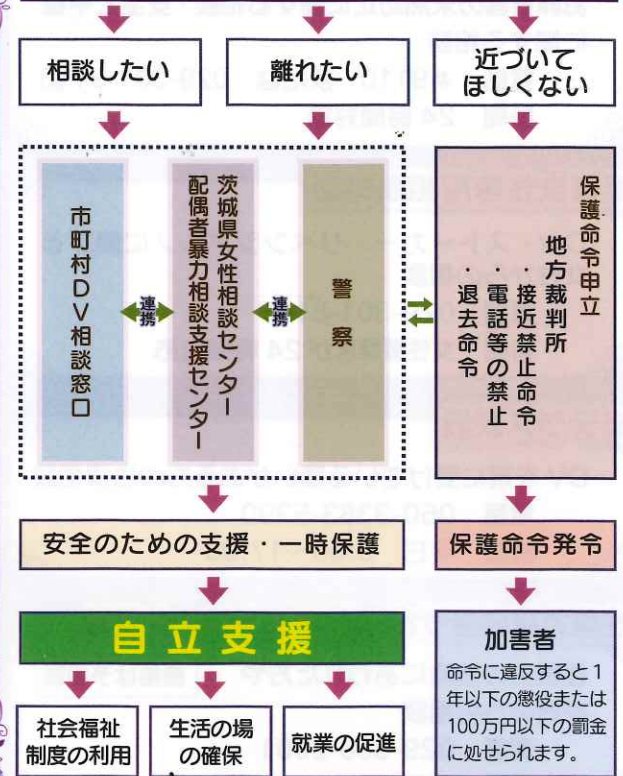 相談したい
離れたい
近づいて
ほしくない
市町村DV相談窓口
連携
茨城県女性相談センター
配偶者暴力相談支援センター
連携
警察
保護命令申立
地方裁判所
接近禁止命令
・電話等の禁止
退去命令
安全のための支援・一時保護
保護命令発令
自立支援
加害者
命令に違反すると1
年以下の懲役または
100万円以下の罰金
に処せられます。
社会福祉
制度の利用
生活の場
の確保
就業の促進